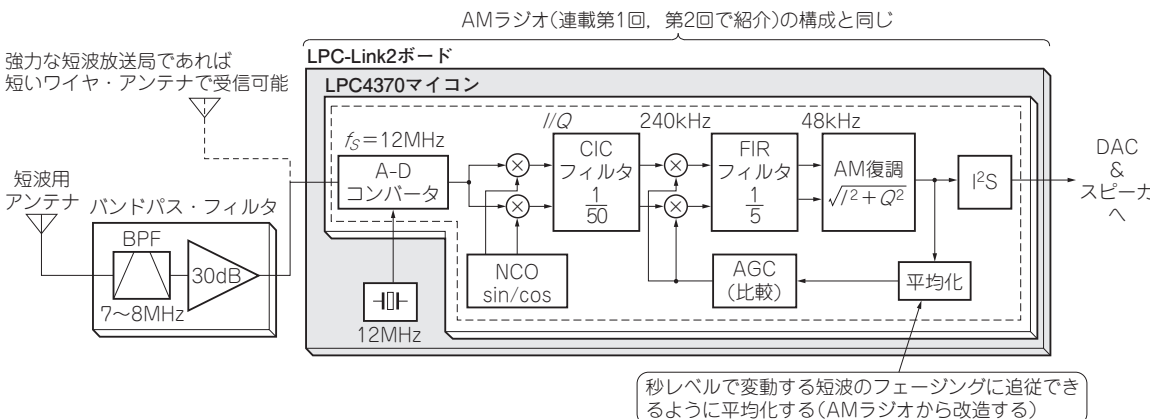 AMラジオ(連載第1回，第2回で紹介)の構成と同じ
強力な短波放送局であれば
短いワイヤ・アンテナで受信可能
LPC-Link2ボード
LPC4370マイコン
fS＝12MHz
I/Q
240kHz
48kHz
A-D
コンバータ
CIC
フィルタ
1
50
FIR
フィルタ
1
5
AM復調
√I²＋Q²
I²S
DAC
&
スピーカ
へ
短波用
アンテナ
バンドパス・フィルタ
BPF
30dB
7～8MHz
NCO
sin/cos
AGC
(比較)
平均化
12MHz
秒レベルで変動する短波のフェージングに追従でき
るように平均化する(AMラジオから改造する)